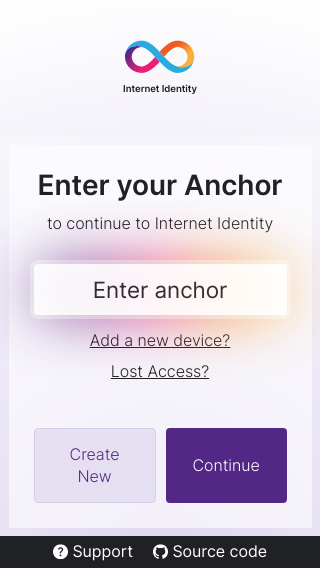 Internet Identity
Enter your Anchor
to continue to Internet Identity
Enter anchor
Add a new device?
Lost Access?
Create
New
Continue
Support
Source code